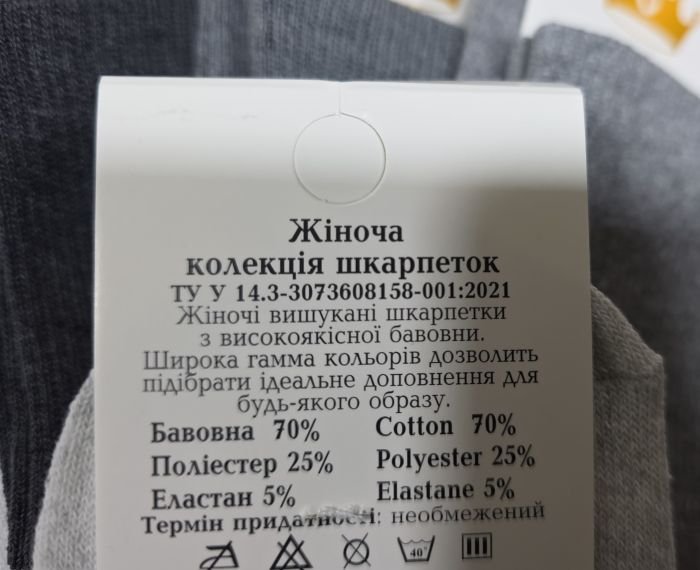 Жіноча
колекція шкарпеток
ТУ У 14.3-3073608158-001:2021
Жіночі вишукані шкарпетки
з високоякісної бавовни.
Широка гамма кольорів дозволить
підібрати ідеальне доповнення для
будь-якого образу.
Бавовна 70% Cotton 70%
Поліестер 25% Polyester 25%
Еластан 5% Elastane 5%
Термін придатності: необмежений
40°